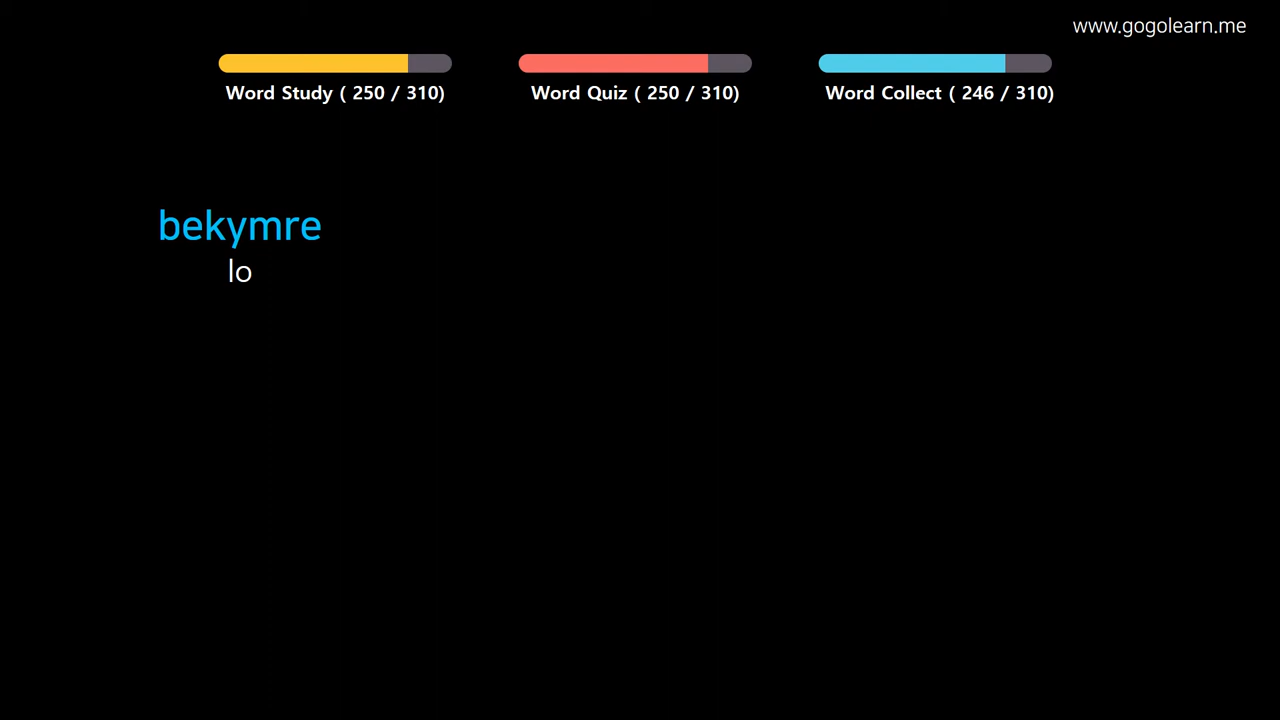 www.gogolearn.me
Word Study ( 250 / 310)
Word Quiz ( 250 / 310)
Word Collect ( 246 / 310)
bekymre
lo